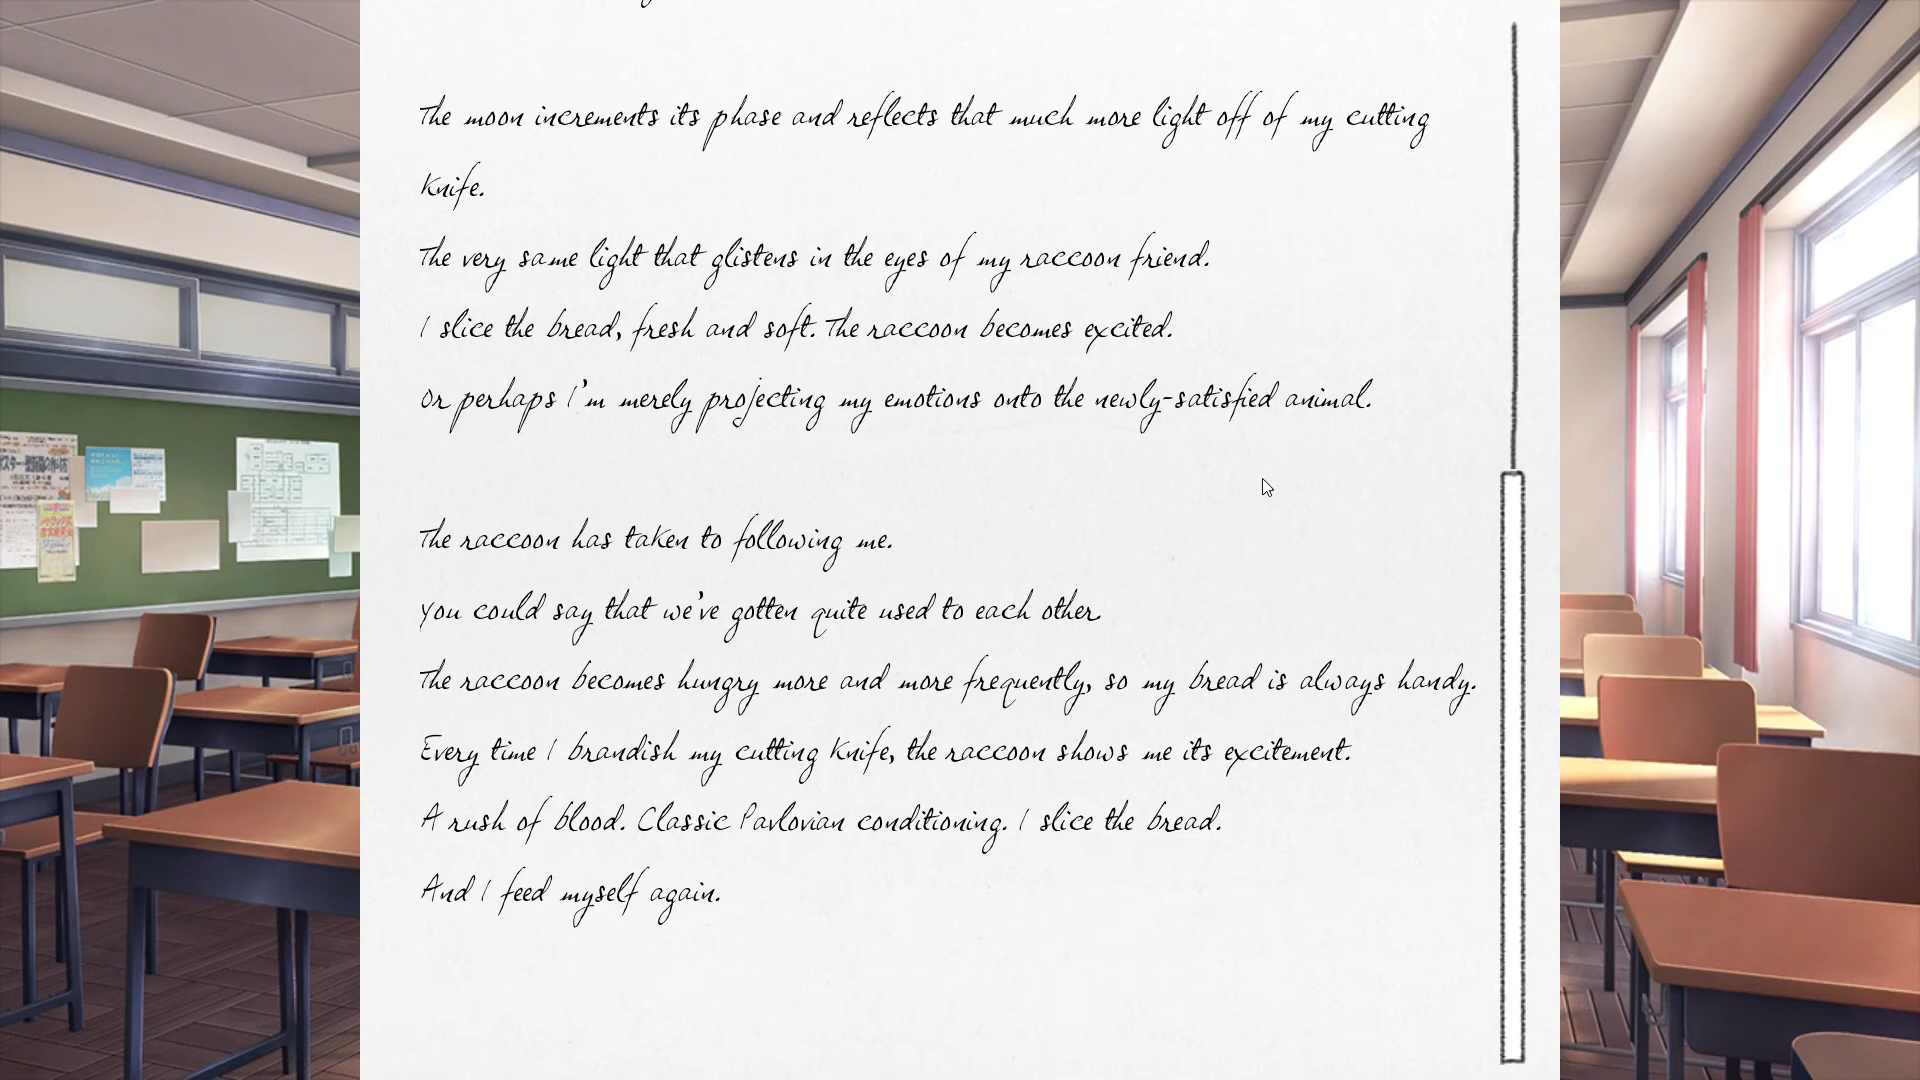 The moon increments its phase and reflects that much more light off of my cutting
knife.
The very same light that glistens in the eyes of my raccoon friend.
I slice the bread, fresh and soft. The raccoon becomes excited.
Or perhaps I'm merely projecting my emotions onto the newly-satisfied animal.
The raccoon has taken to following me.
You could say that we've gotten quite used to each other.
The raccoon becomes hungry more and more frequently, so my bread is always handy.
Every time I brandish my cutting knife, the raccoon shows me its excitement.
A rush of blood. Classic Pavlovian conditioning. I slice the bread.
And I feed myself again.